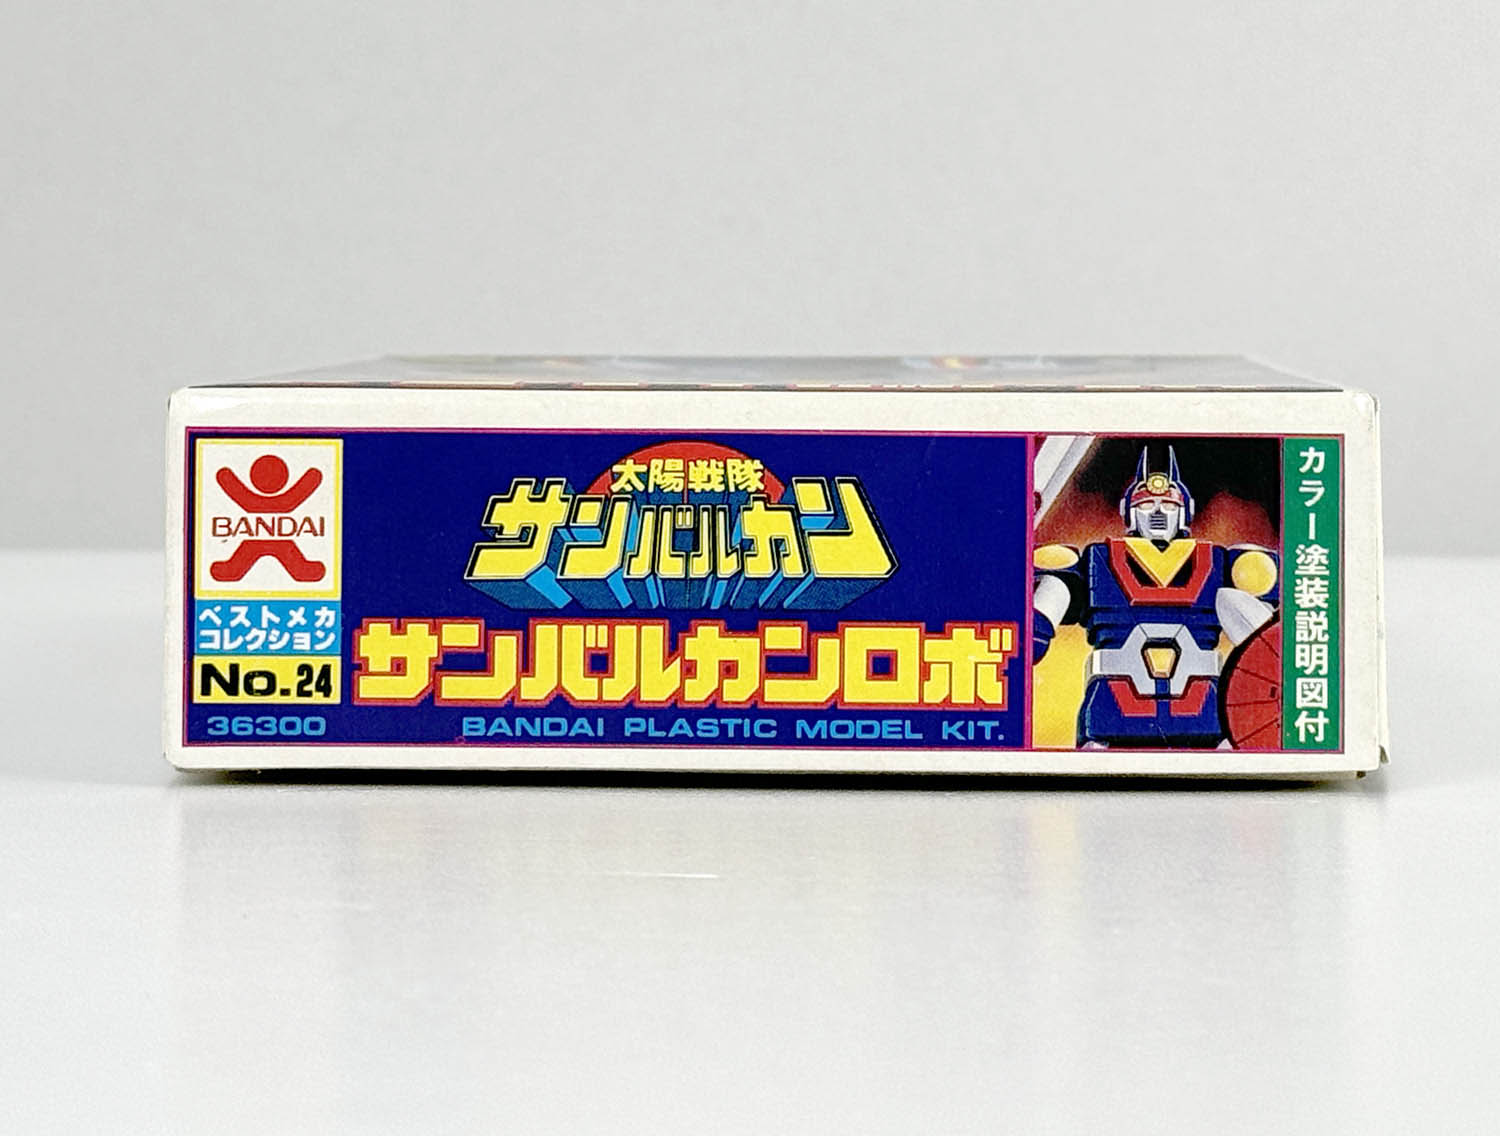 BANDAI
ベストメカ
コレクション
No.24
36300
太陽戦隊
サンバルカン
サンバルカンロボ
BANDAI PLASTIC MODEL KIT.
カラー塗装説明図付